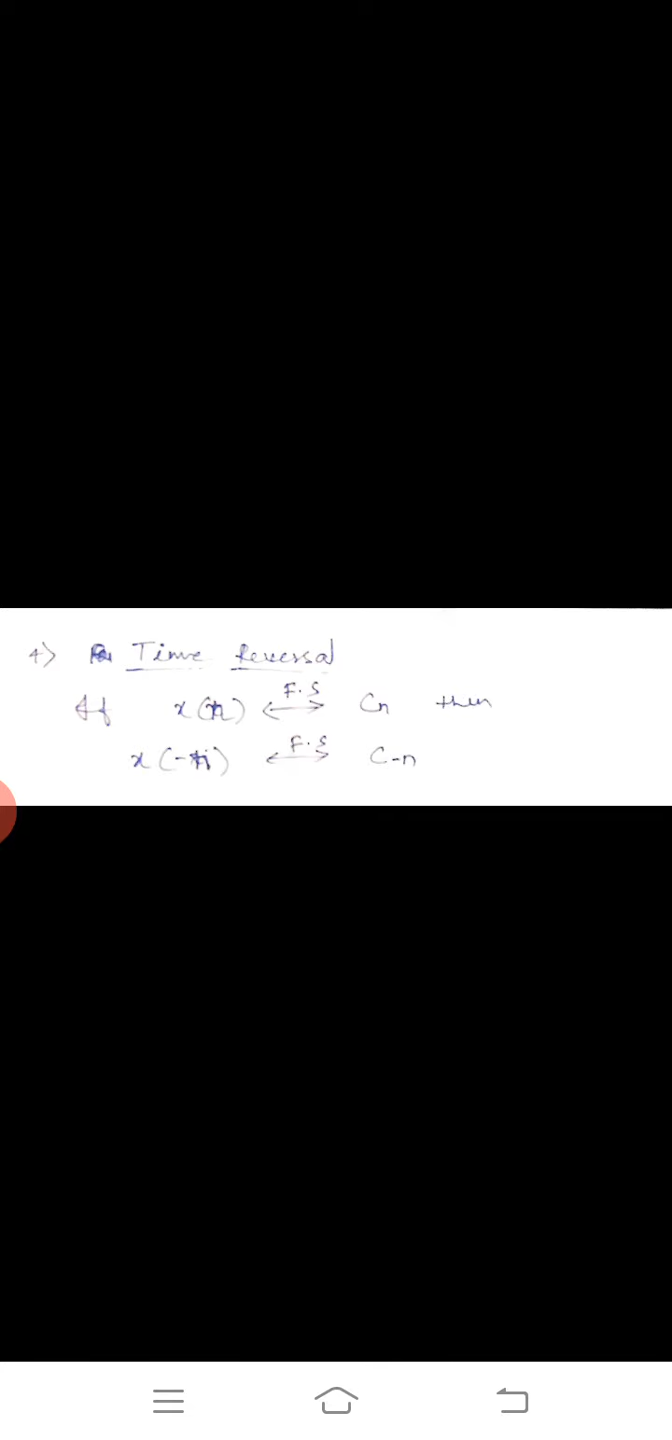 4> Time Reversal
If x(t) <--F.S--> Cn then
x(-t) <--F.S--> C-n